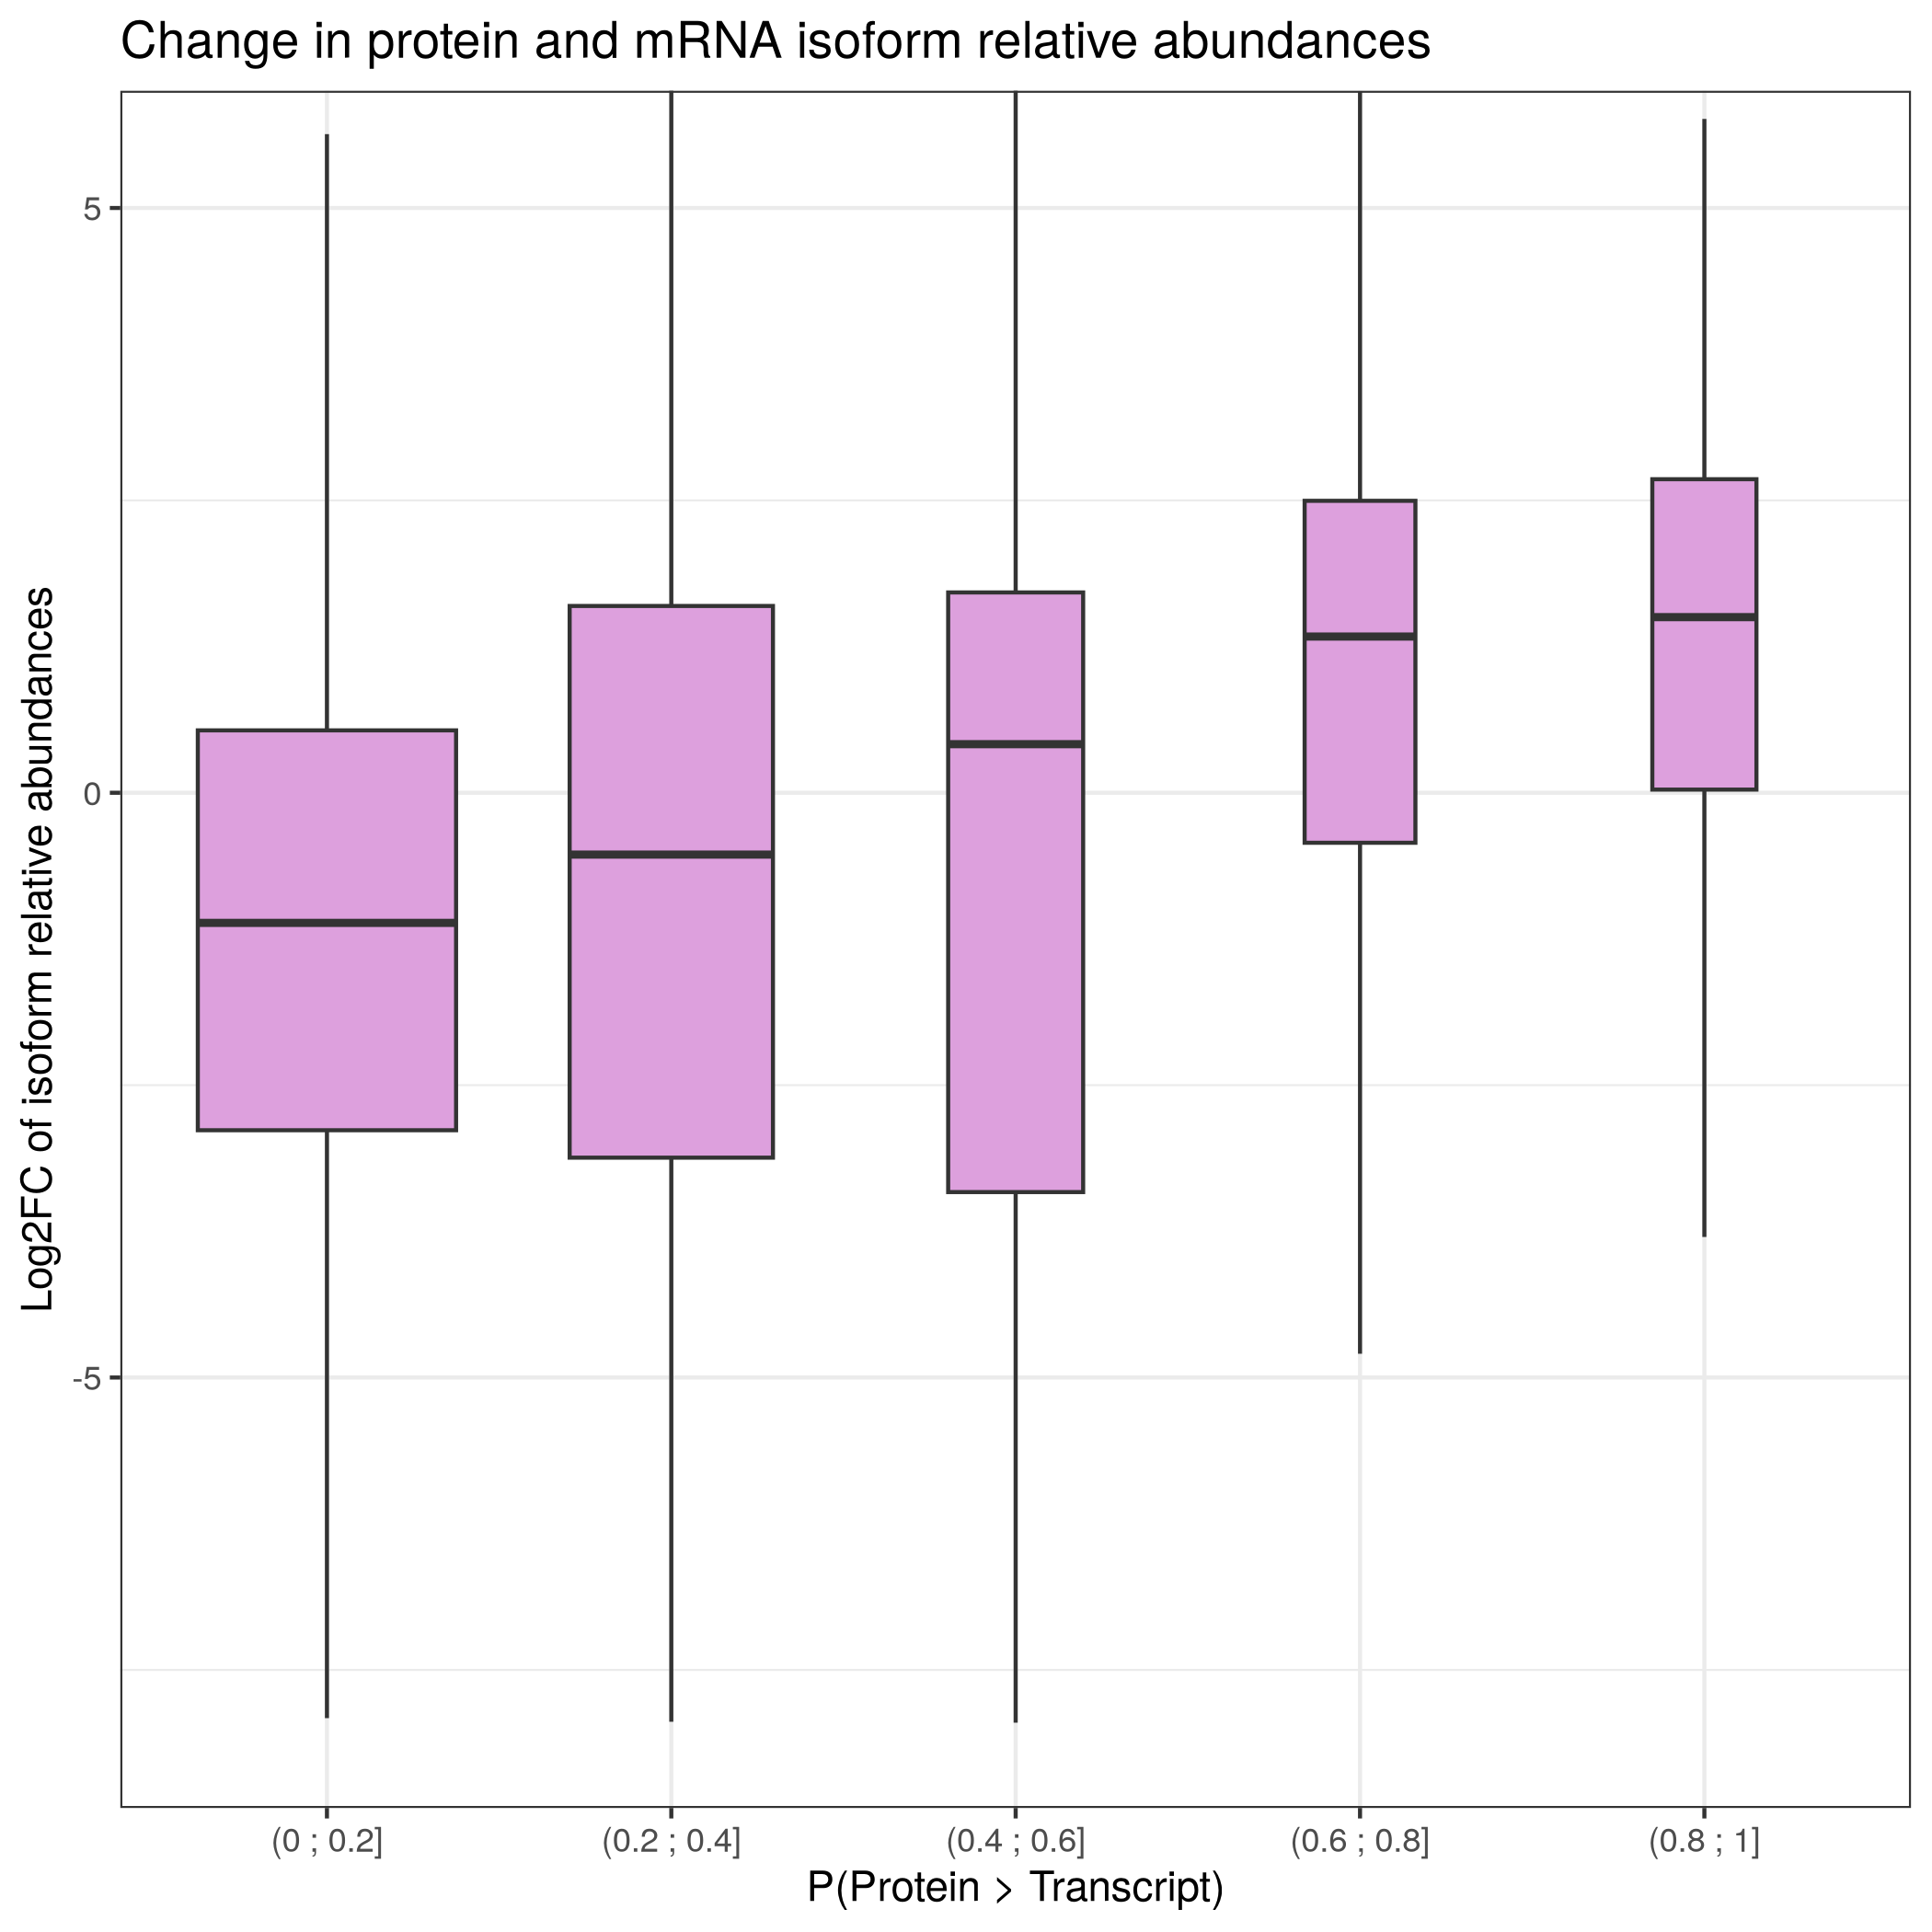 Change in protein and mRNA isoform relative abundances
Log2FC of isoform relative abundances
5
0
-5
(0 ; 0.2]
(0.2 ; 0.4]
(0.4 ; 0.6]
(0.6 ; 0.8]
(0.8 ; 1]
P(Protein > Transcript)